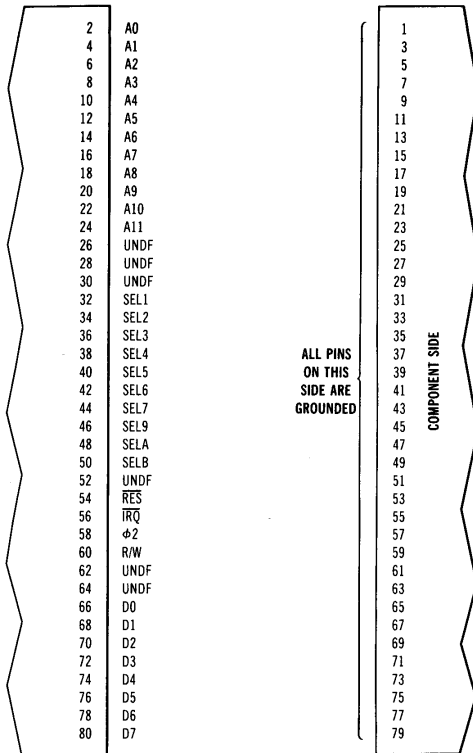 2 A0
4 A1
6 A2
8 A3
10 A4
12 A5
14 A6
16 A7
18 A8
20 A9
22 A10
24 A11
26 UNDF
28 UNDF
30 UNDF
32 SEL1
34 SEL2
36 SEL3
38 SEL4
40 SEL5
42 SEL6
44 SEL7
46 SEL9
48 SELA
50 SELB
52 UNDF
54 R̅E̅S̅
56 I̅R̅Q̅
58 ϕ2
60 R/W
62 UNDF
64 UNDF
66 D0
68 D1
70 D2
72 D3
74 D4
76 D5
78 D6
80 D7
ALL PINS
ON THIS
SIDE ARE
GROUNDED
1
3
5
7
9
11
13
15
17
19
21
23
25
27
29
31
33
35
37
39
41
43
45
47
49
51
53
55
57
59
61
63
65
67
69
71
73
75
77
79
COMPONENT SIDE